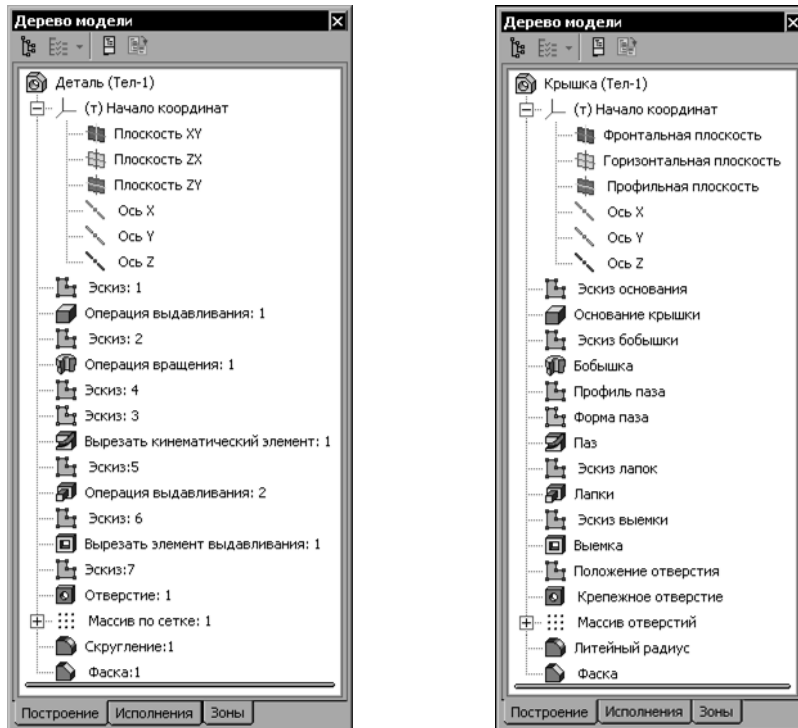 Дерево модели
Деталь (Тел-1)
(т) Начало координат
Плоскость XY
Плоскость ZX
Плоскость ZY
Ось X
Ось Y
Ось Z
Эскиз: 1
Операция выдавливания: 1
Эскиз: 2
Операция вращения: 1
Эскиз: 4
Эскиз: 3
Вырезать кинематический элемент: 1
Эскиз:5
Операция выдавливания: 2
Эскиз: 6
Вырезать элемент выдавливания: 1
Эскиз:7
Отверстие: 1
Массив по сетке: 1
Скругление:1
Фаска:1
Построение Исполнения Зоны
Дерево модели
Крышка (Тел-1)
(т) Начало координат
Фронтальная плоскость
Горизонтальная плоскость
Профильная плоскость
Ось X
Ось Y
Ось Z
Эскиз основания
Основание крышки
Эскиз бобышки
Бобышка
Профиль паза
Форма паза
Паз
Эскиз лапок
Лапки
Эскиз выемки
Выемка
Положение отверстия
Крепежное отверстие
Массив отверстий
Литейный радиус
Фаска
Построение Исполнения Зоны